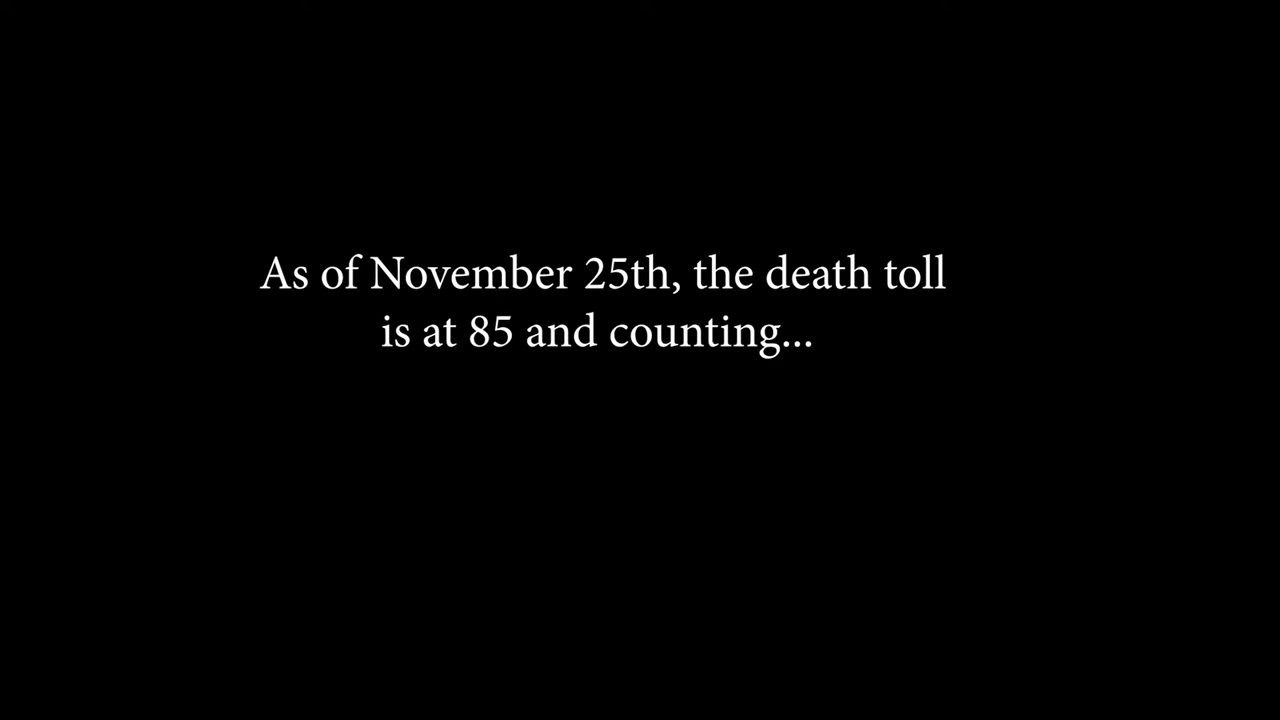 As of November 25th, the death toll
is at 85 and counting...